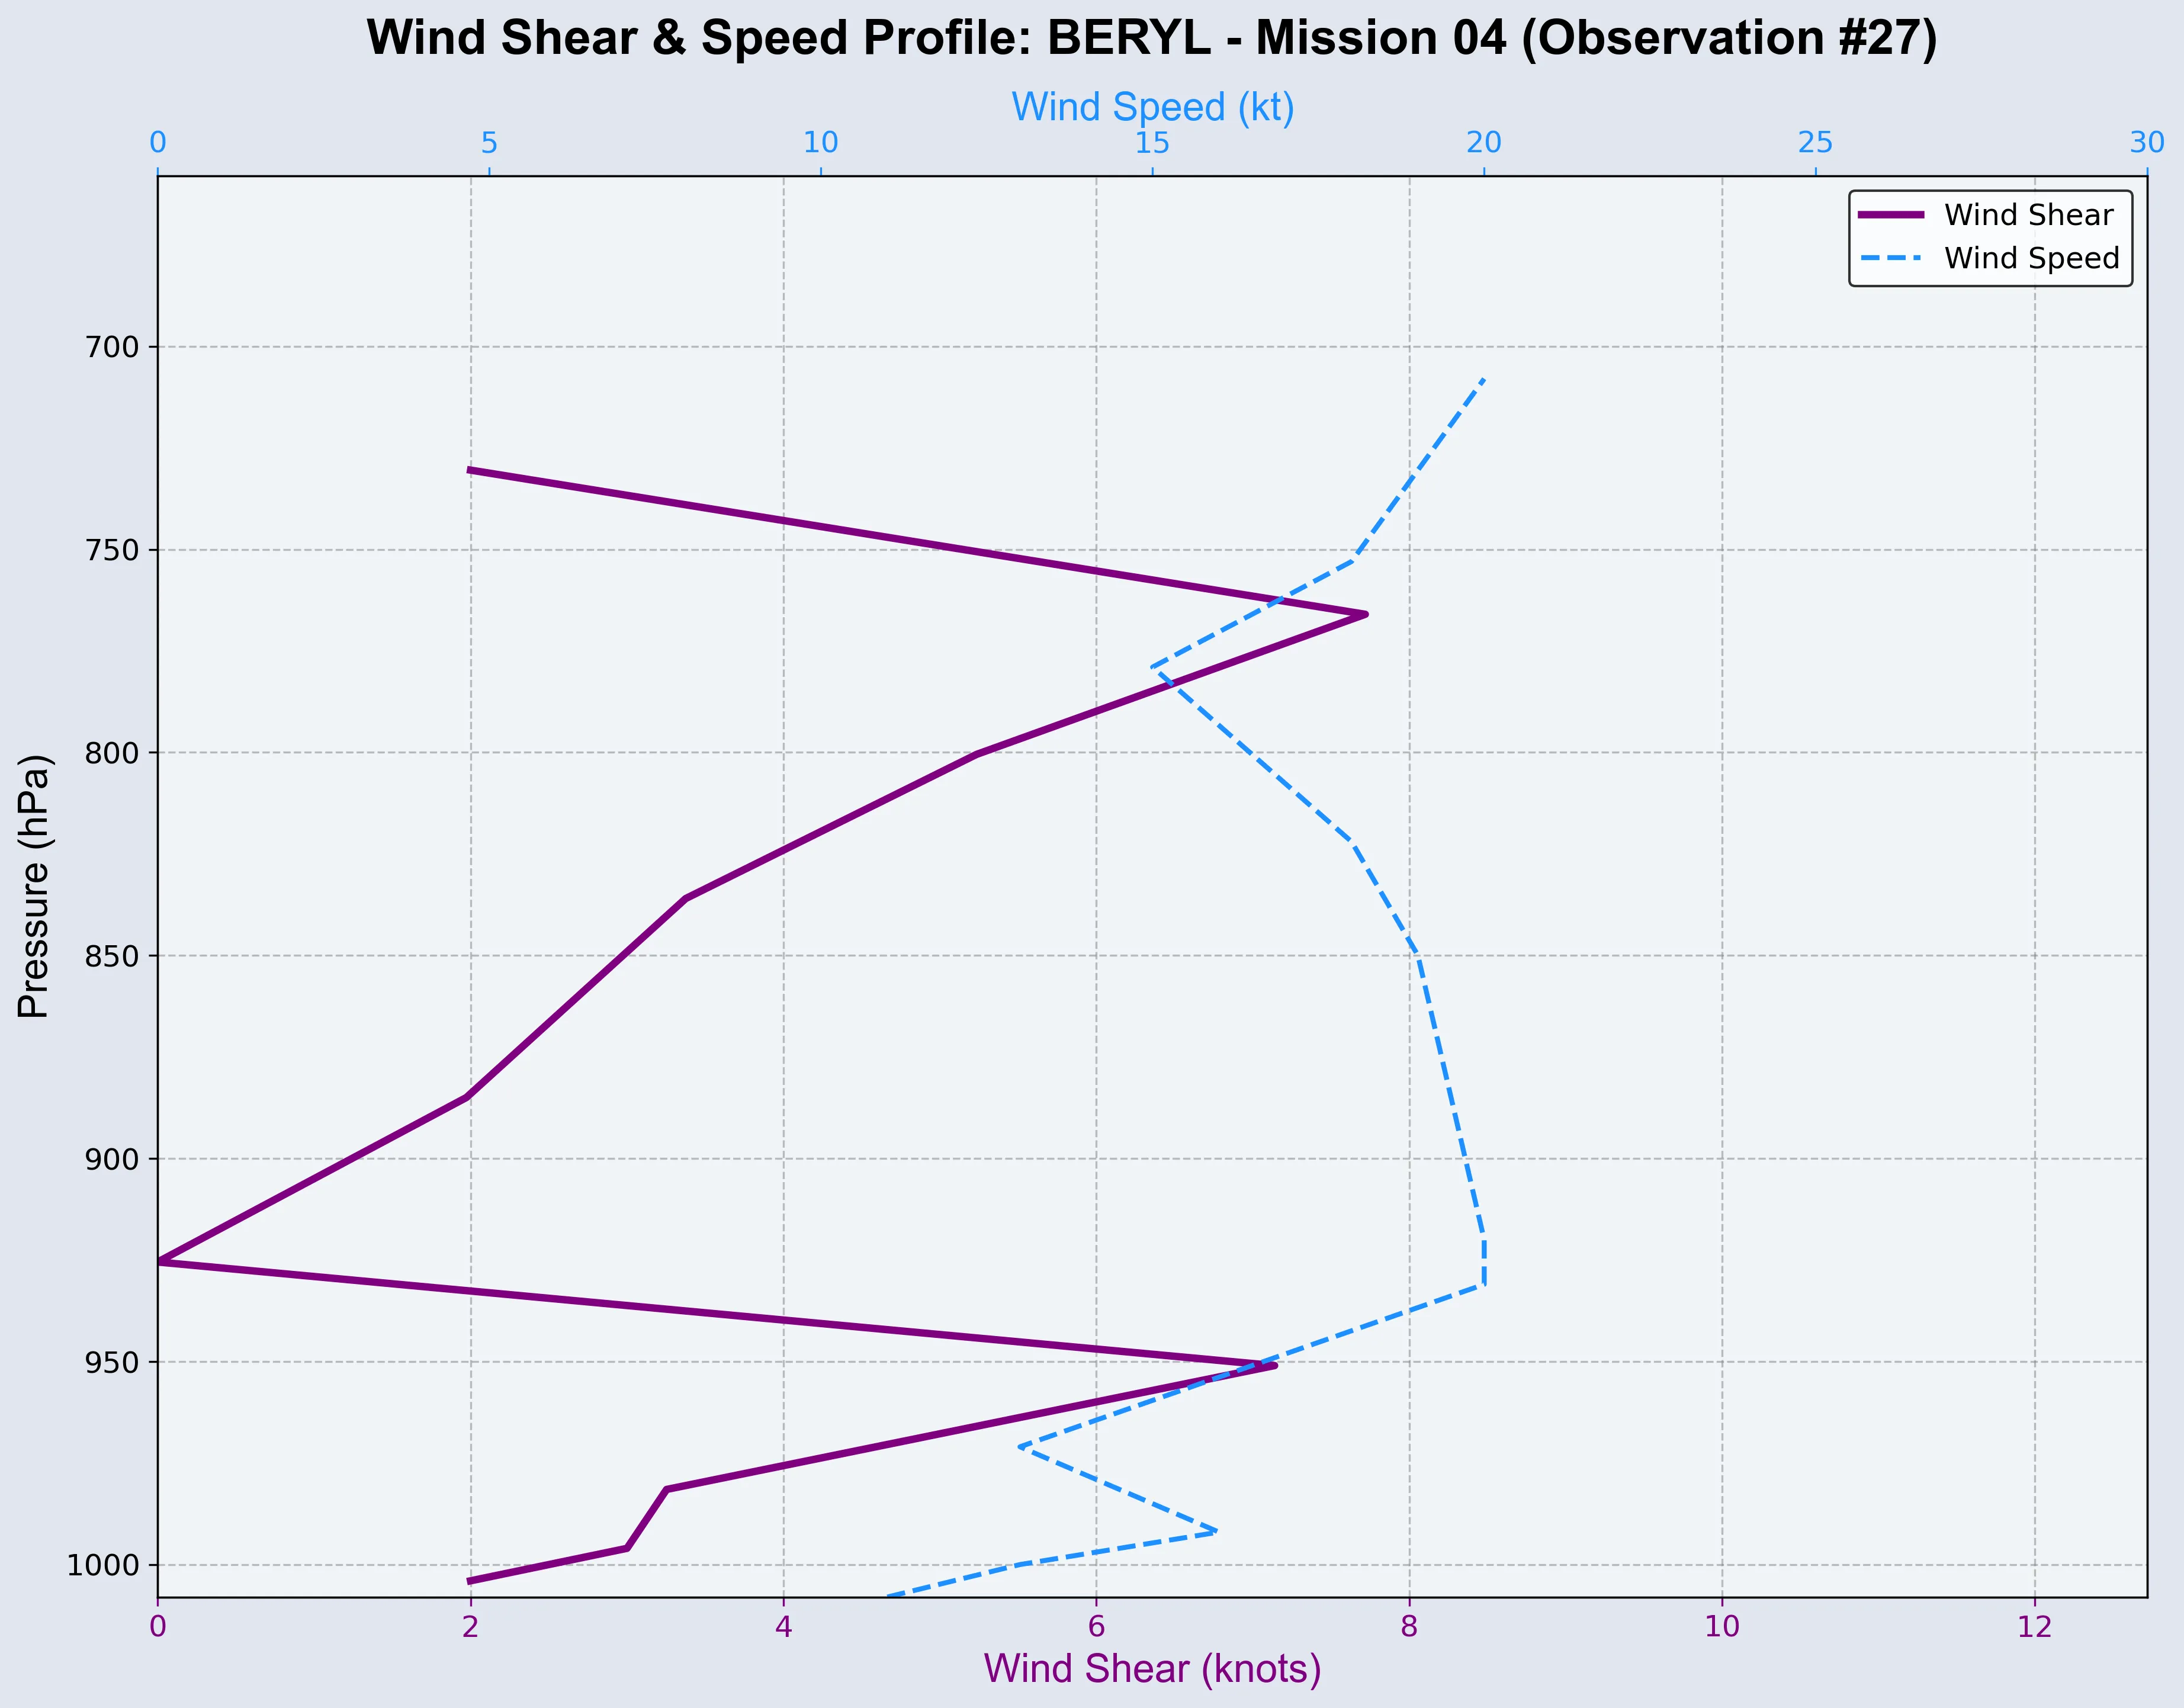 Wind Shear & Speed Profile: BERYL - Mission 04 (Observation #27)
Wind Speed (kt)
0 5 10 15 20 25 30
Wind Shear
Wind Speed
700
750
800
850
900
950
1000
Pressure (hPa)
0 2 4 6 8 10 12
Wind Shear (knots)